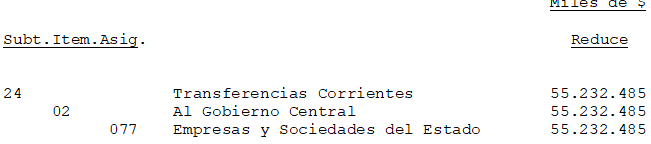 Miles de $
Subt.Item.Asig. Reduce
24 Transferencias Corrientes 55.232.485
02 Al Gobierno Central 55.232.485
077 Empresas y Sociedades del Estado 55.232.485